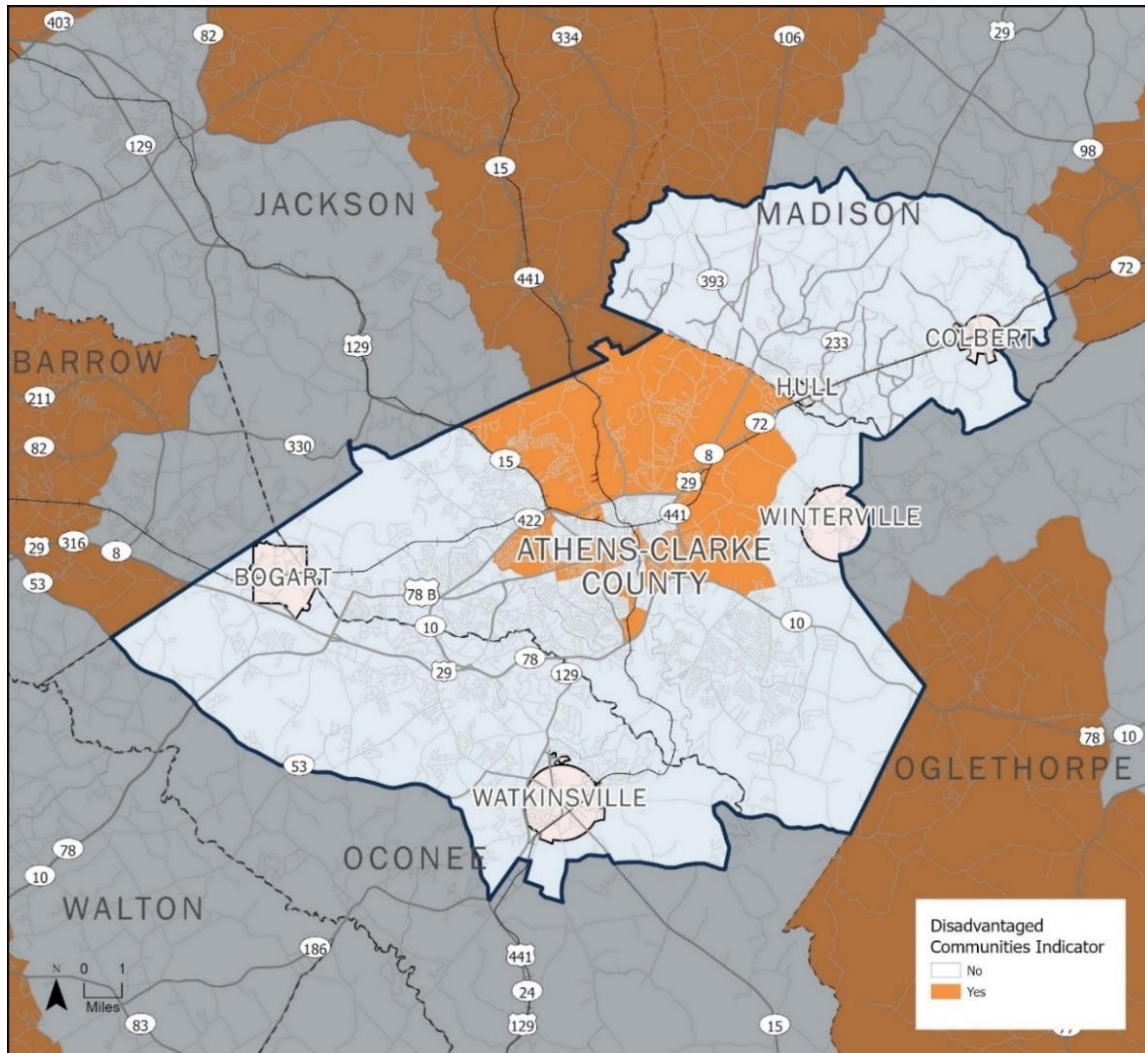 403
82
334
106
29
129
15
98
JACKSON
MADISON
441
393
72
129
233
COLBERT
BARROW
HULL
211
72
82
330
8
15
29
441
422
WINTERVILLE
29
316
8
ATHENS-CLARKE
COUNTY
53
BOGART
78 B
10
10
78
29
129
78
10
53
OGLETHORPE
WATKINSVILLE
OCONEE
78
10
WALTON
186
441
24
129
83
15
N
0 1
Miles
Disadvantaged
Communities Indicator
No
Yes